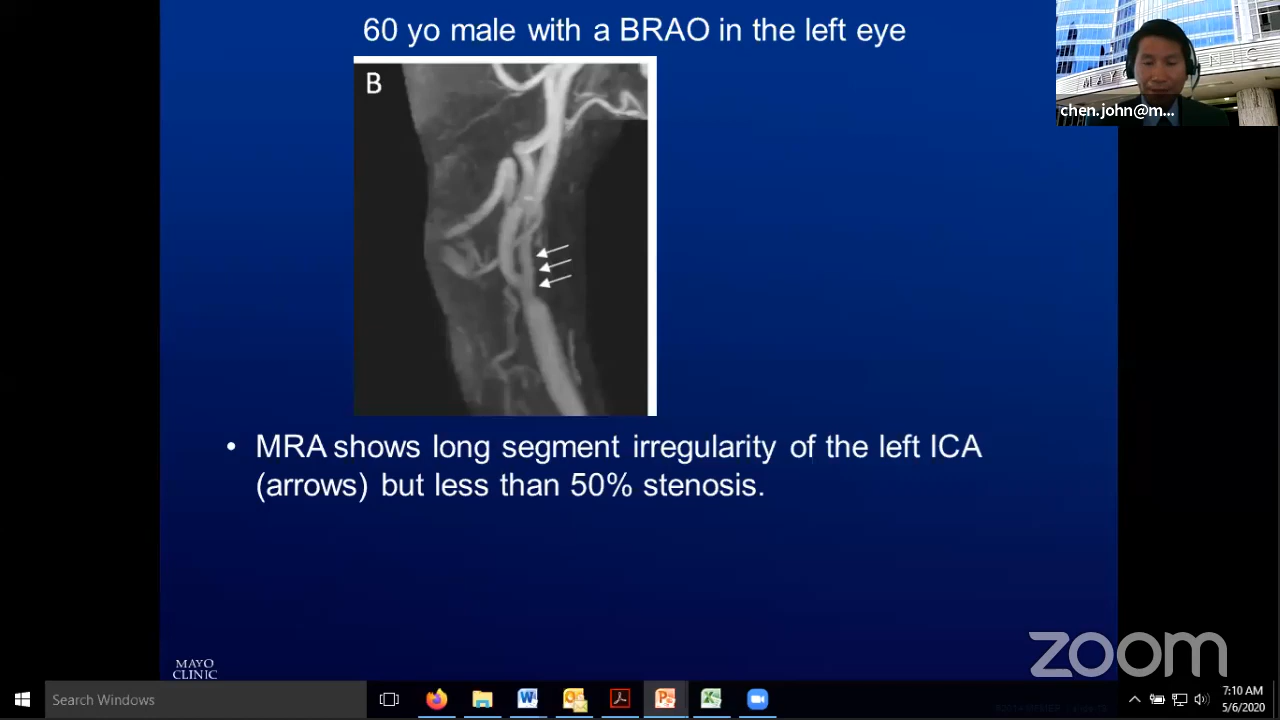 60 yo male with a BRAO in the left eye
chen.john@m...
B
• MRA shows long segment irregularity of the left ICA
(arrows) but less than 50% stenosis.
MAYO
CLINIC
zoom
Search Windows
7:10 AM
5/6/2020